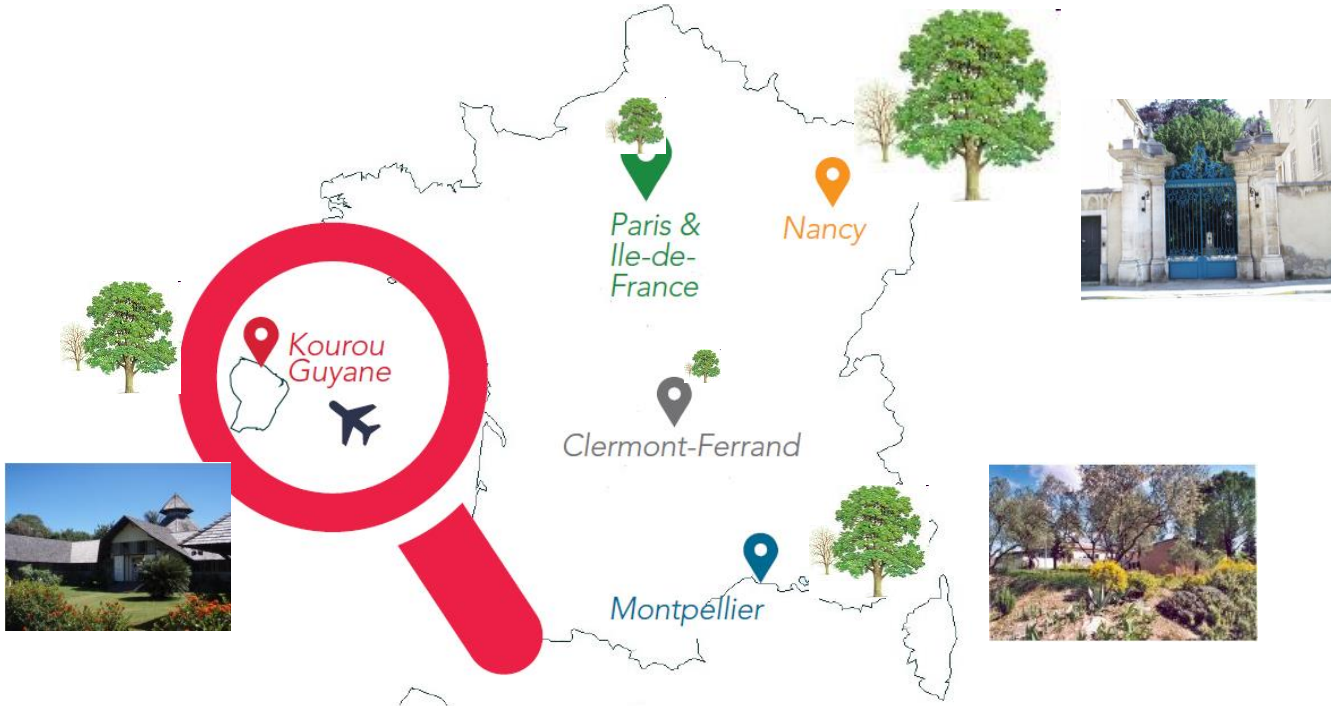 Paris &
Ile-de-
France
Nancy
Kourou
Guyane
Clermont-Ferrand
Montpellier